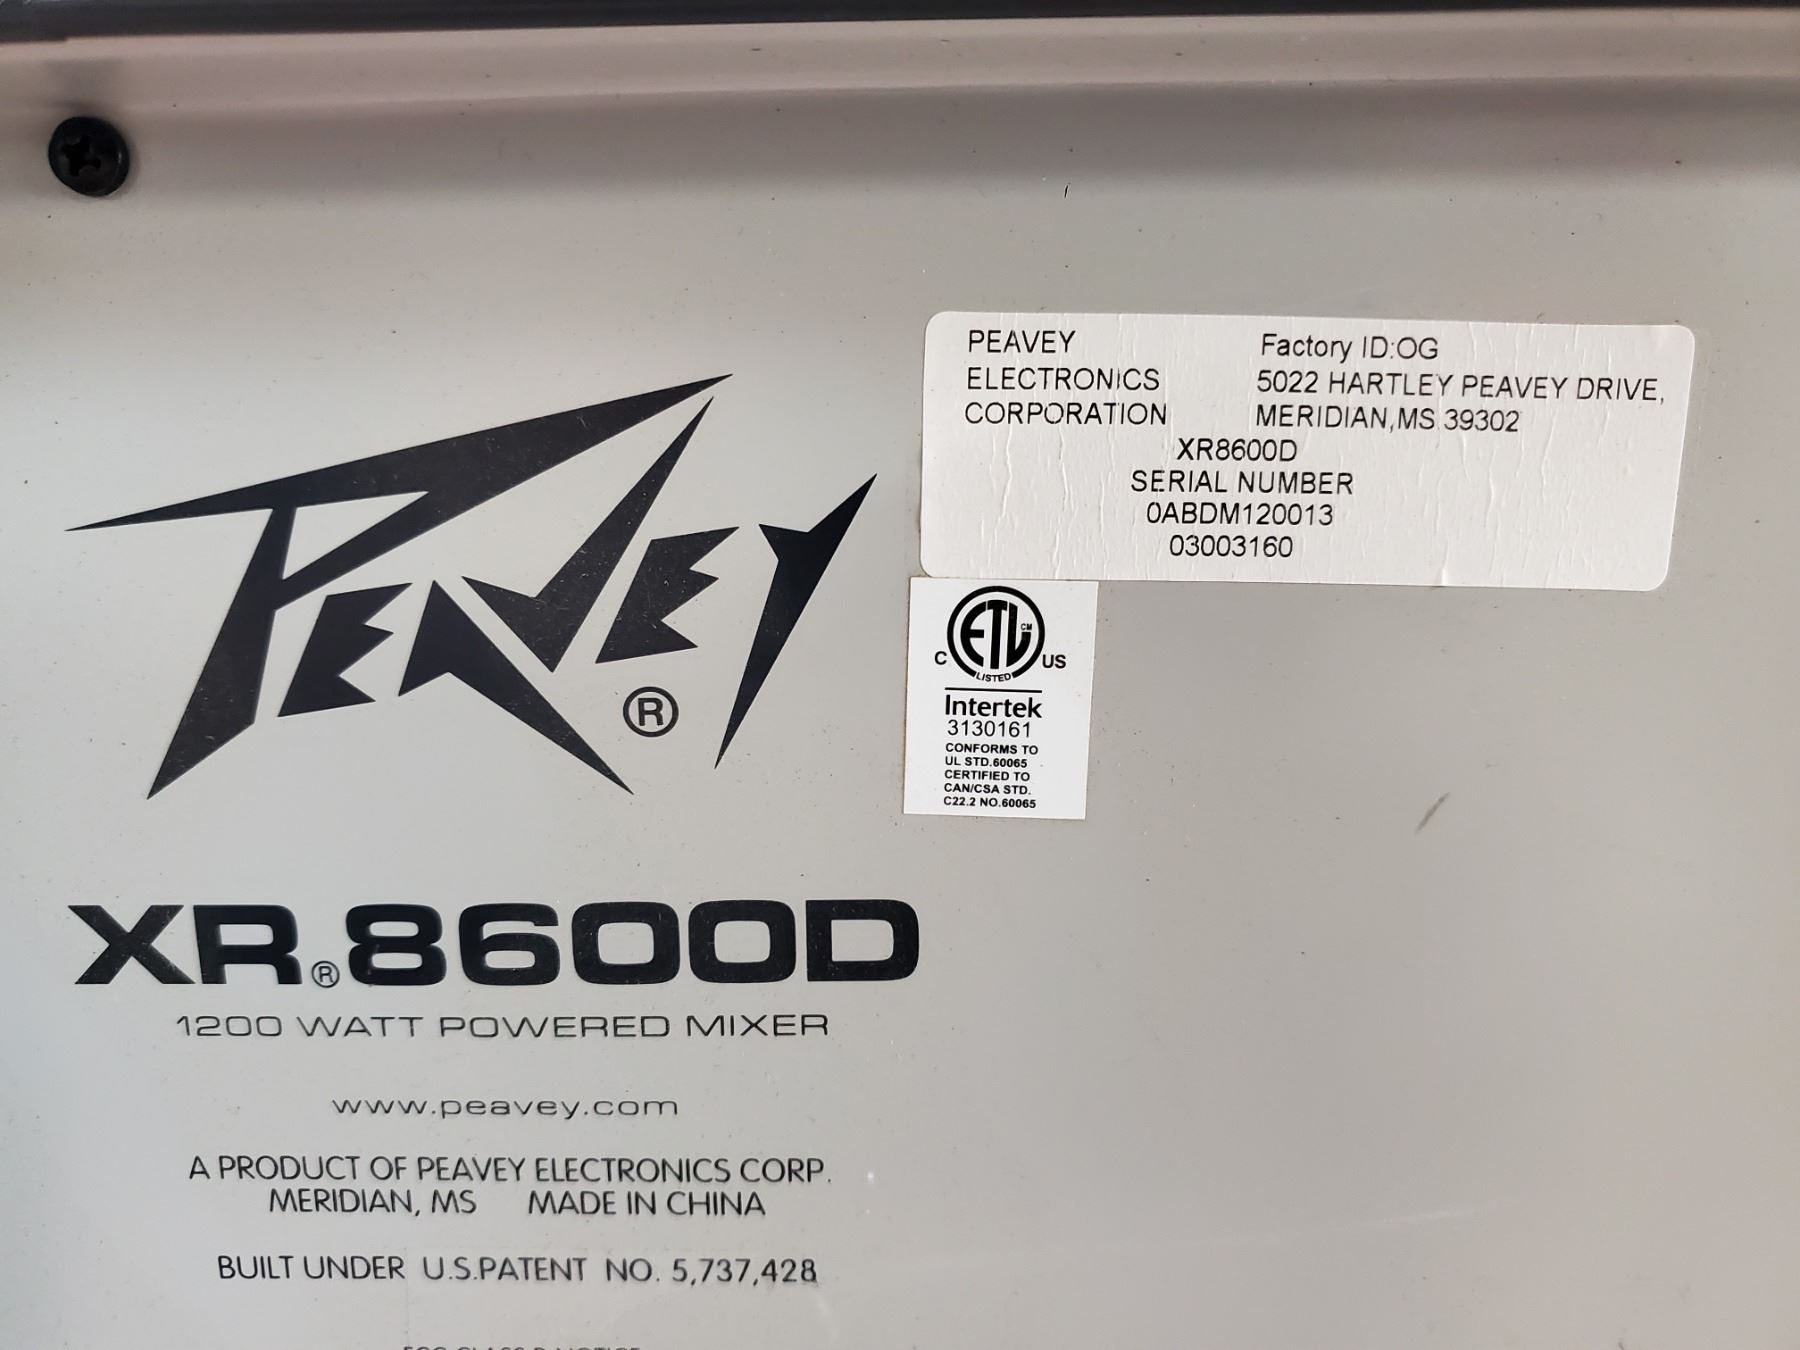 PEAVEY
®
XR®8600D
1200 WATT POWERED MIXER
www.peavey.com
A PRODUCT OF PEAVEY ELECTRONICS CORP.
MERIDIAN, MS MADE IN CHINA
BUILT UNDER U.S.PATENT NO. 5,737,428
PEAVEY
ELECTRONICS
CORPORATION
Factory ID:OG
5022 HARTLEY PEAVEY DRIVE,
MERIDIAN,MS 39302
XR8600D
SERIAL NUMBER
0ABDM120013
03003160
ETL CM
C US
LISTED
Intertek
3130161
CONFORMS TO
UL STD.60065
CERTIFIED TO
CAN/CSA STD.
C22.2 NO.60065